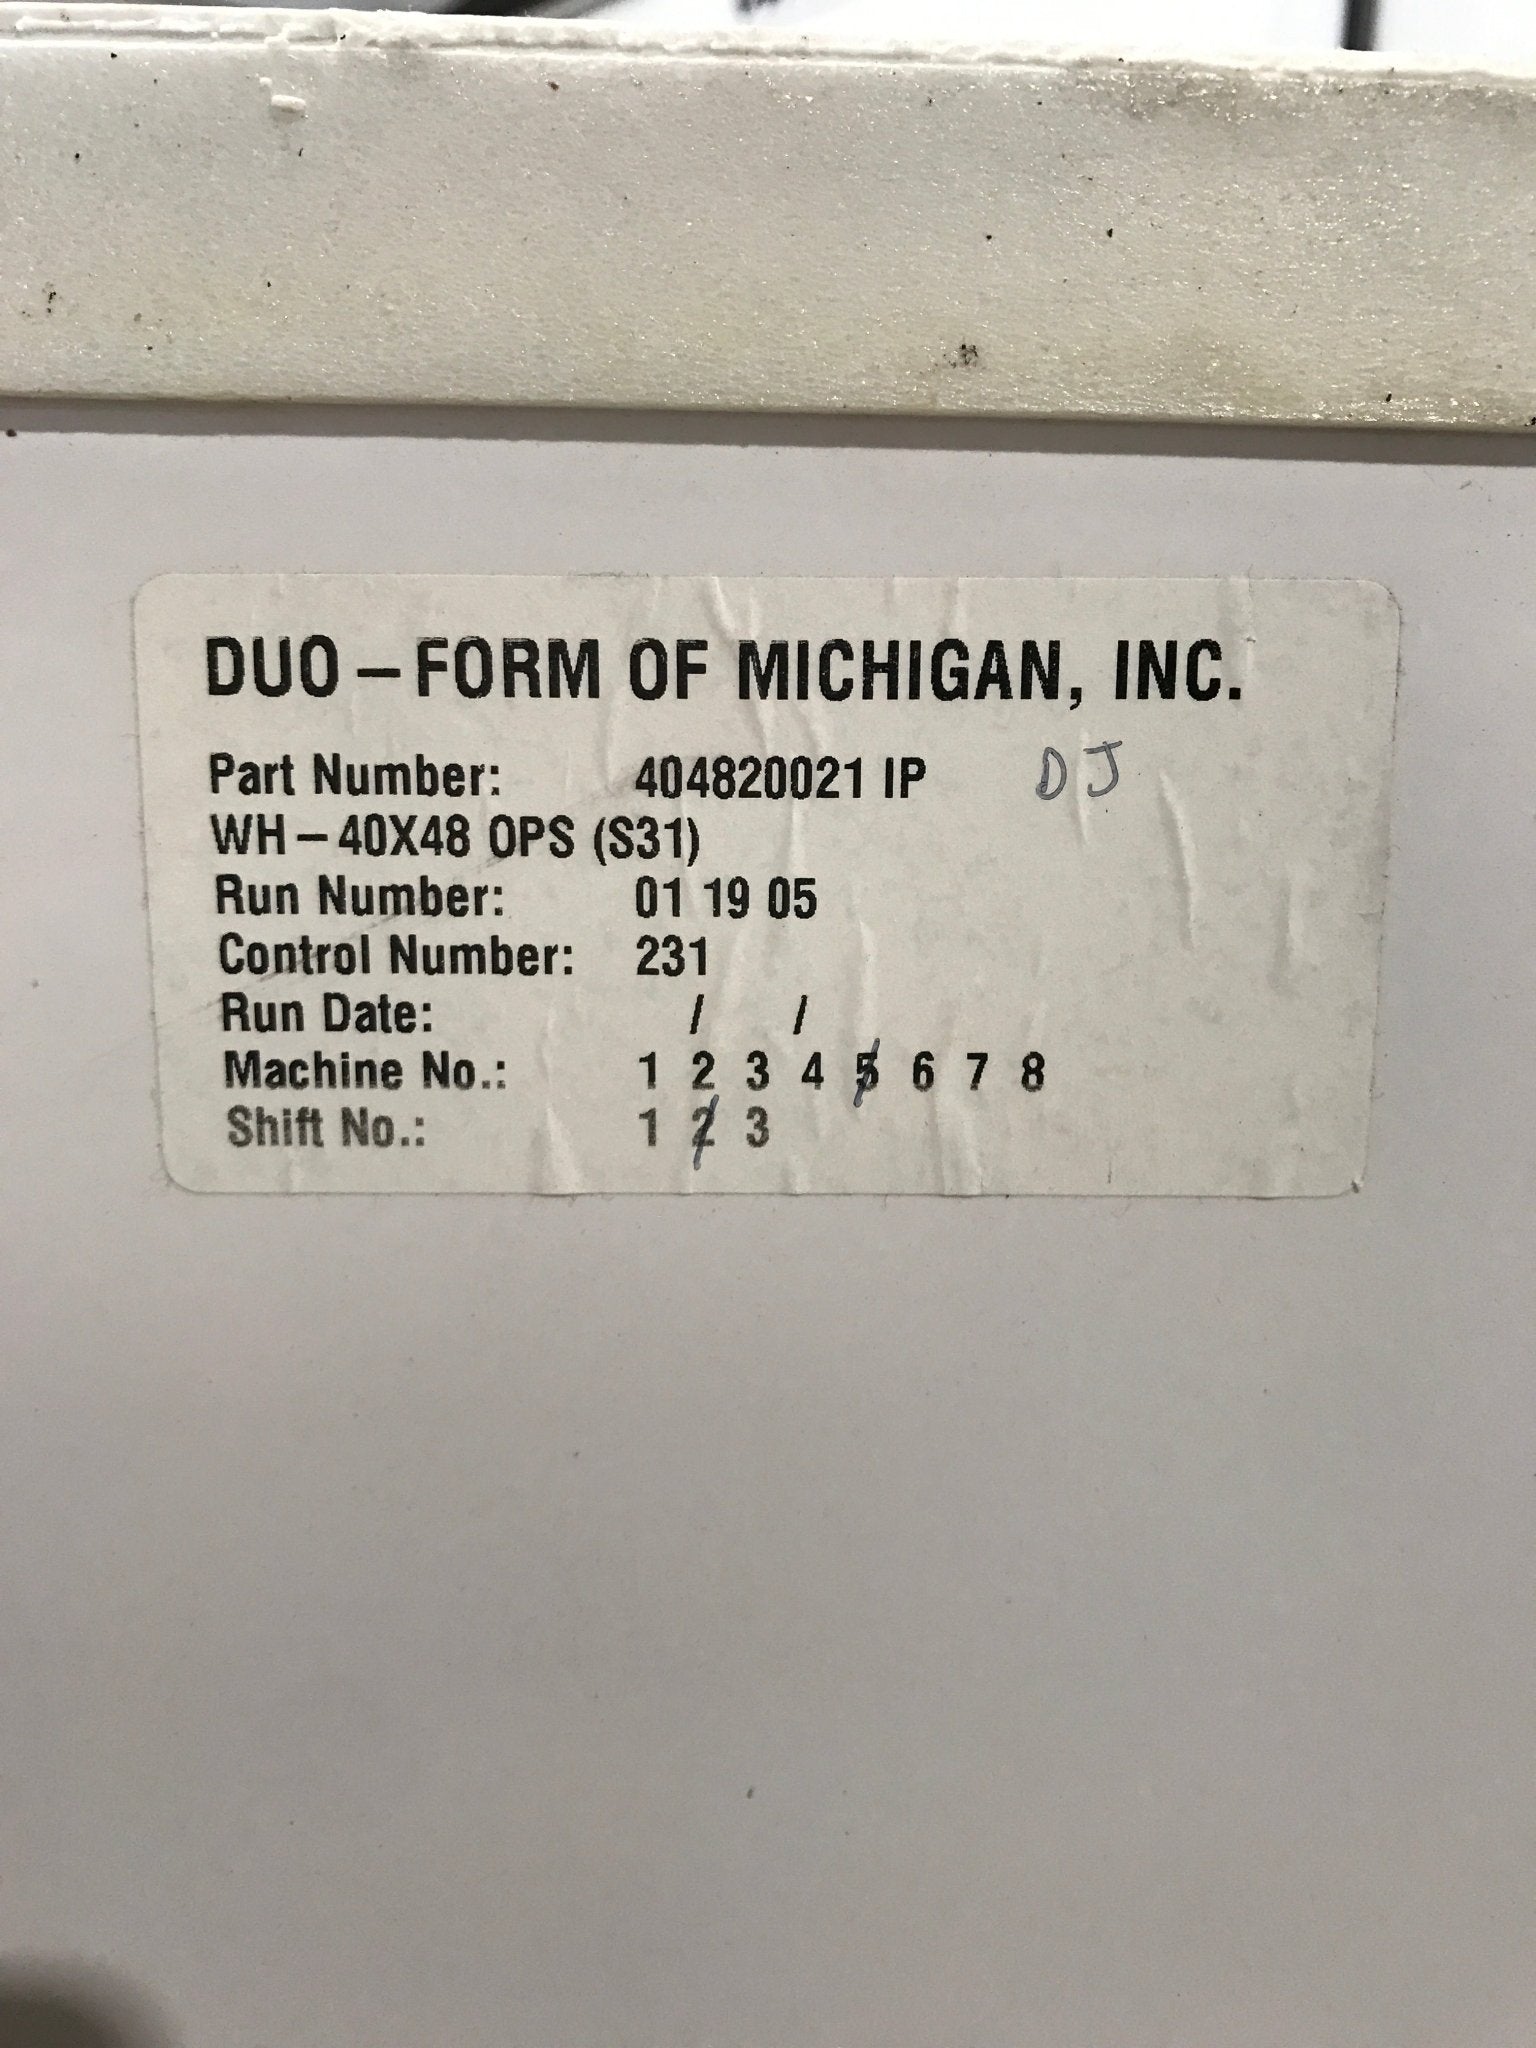 DUO – FORM OF MICHIGAN, INC.
Part Number: 404820021 IP DJ
WH – 40X48 OPS (S31)
Run Number: 01 19 05
Control Number: 231
Run Date: / /
Machine No.: 1 2 3 4 5 6 7 8
Shift No.: 1 2 3